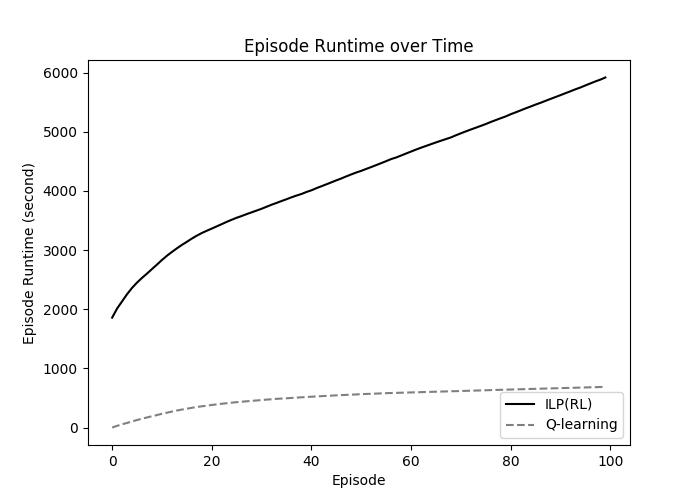 Episode Runtime over Time
Episode Runtime (second)
6000
5000
4000
3000
2000
1000
0
0 20 40 60 80 100
Episode
ILP(RL)
Q-learning